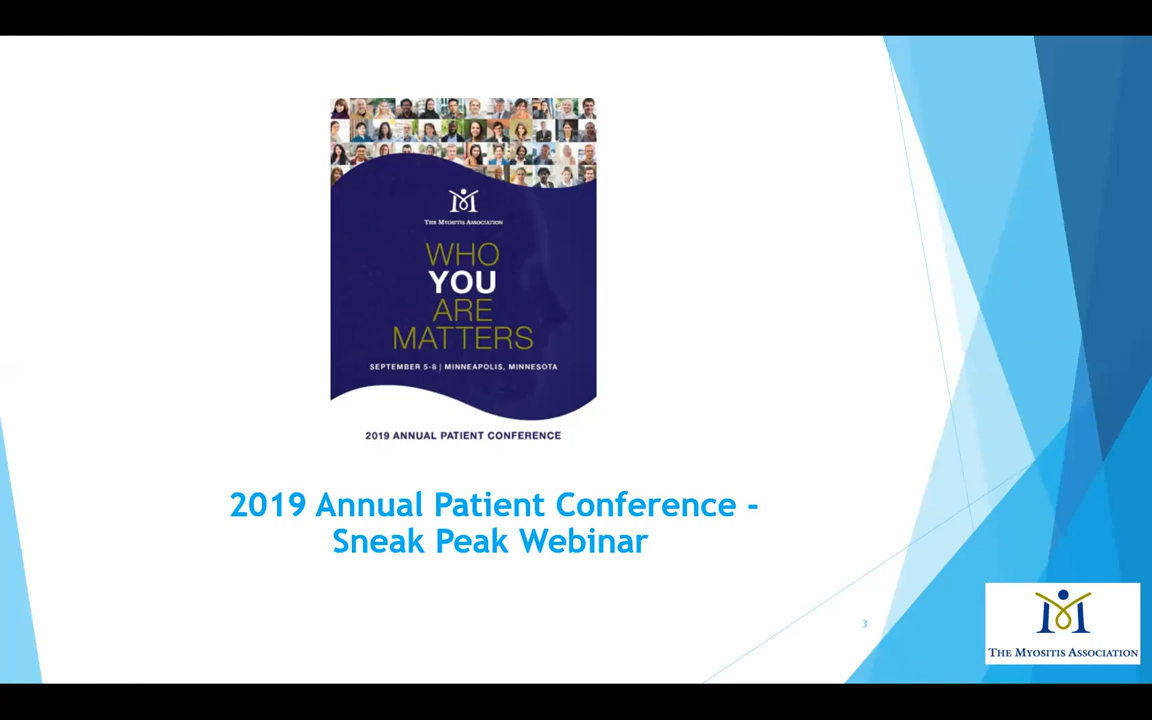 THE MYOSITIS ASSOCIATION
WHO
YOU
ARE
MATTERS
SEPTEMBER 5-8 | MINNEAPOLIS, MINNESOTA
2019 ANNUAL PATIENT CONFERENCE
2019 Annual Patient Conference -
Sneak Peak Webinar
3
THE MYOSITIS ASSOCIATION